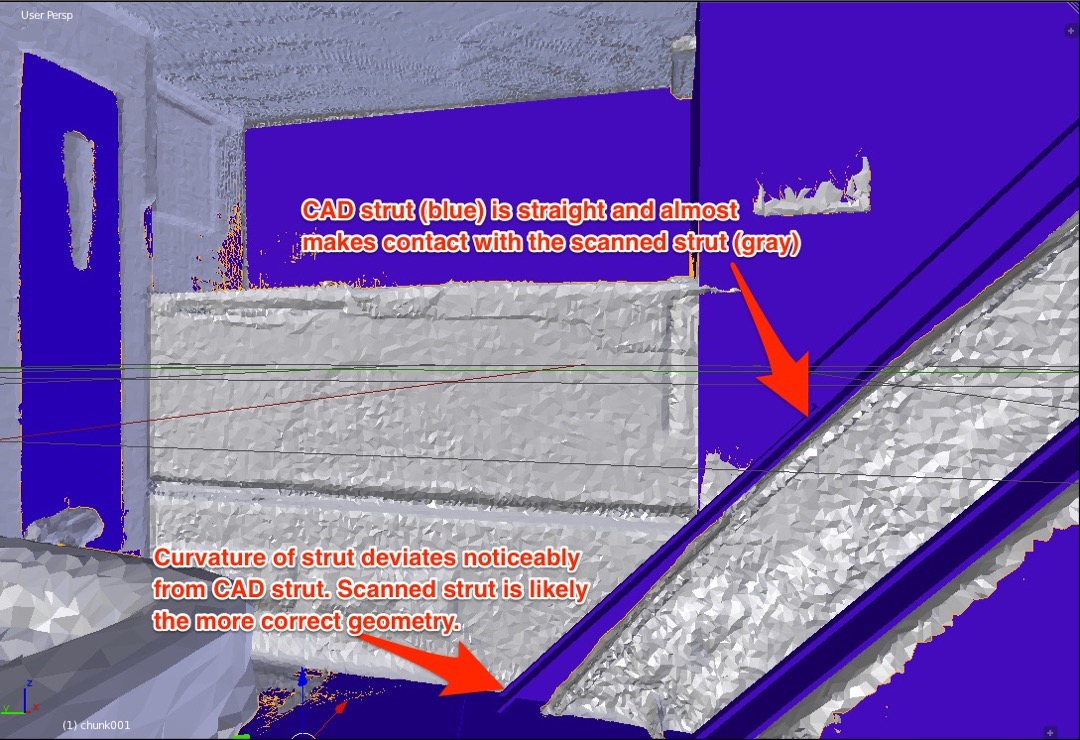 User Persp
CAD strut (blue) is straight and almost
makes contact with the scanned strut (gray)
Curvature of strut deviates noticeably
from CAD strut. Scanned strut is likely
the more correct geometry.
z
y x
(1) chunk001